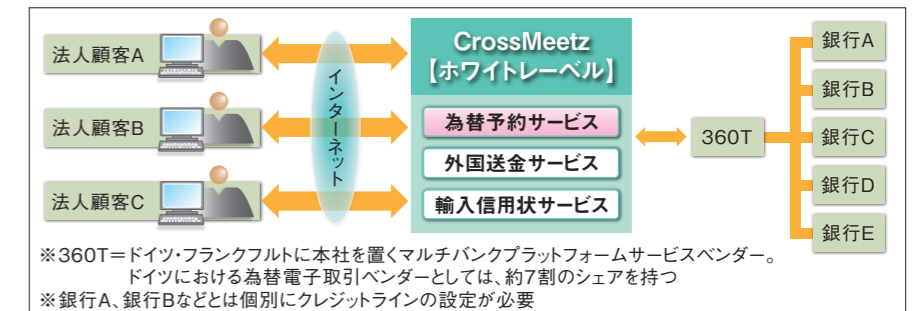 法人顧客A
法人顧客B
法人顧客C
インターネット
CrossMeetz
【ホワイトレーベル】
為替予約サービス
外国送金サービス
輸入信用状サービス
360T
銀行A
銀行B
銀行C
銀行D
銀行E
※360T=ドイツ・フランクフルトに本社を置くマルチバンクプラットフォームサービスベンダー。
ドイツにおける為替電子取引ベンダーとしては、約7割のシェアを持つ
※銀行A、銀行Bなどとは個別にクレジットラインの設定が必要